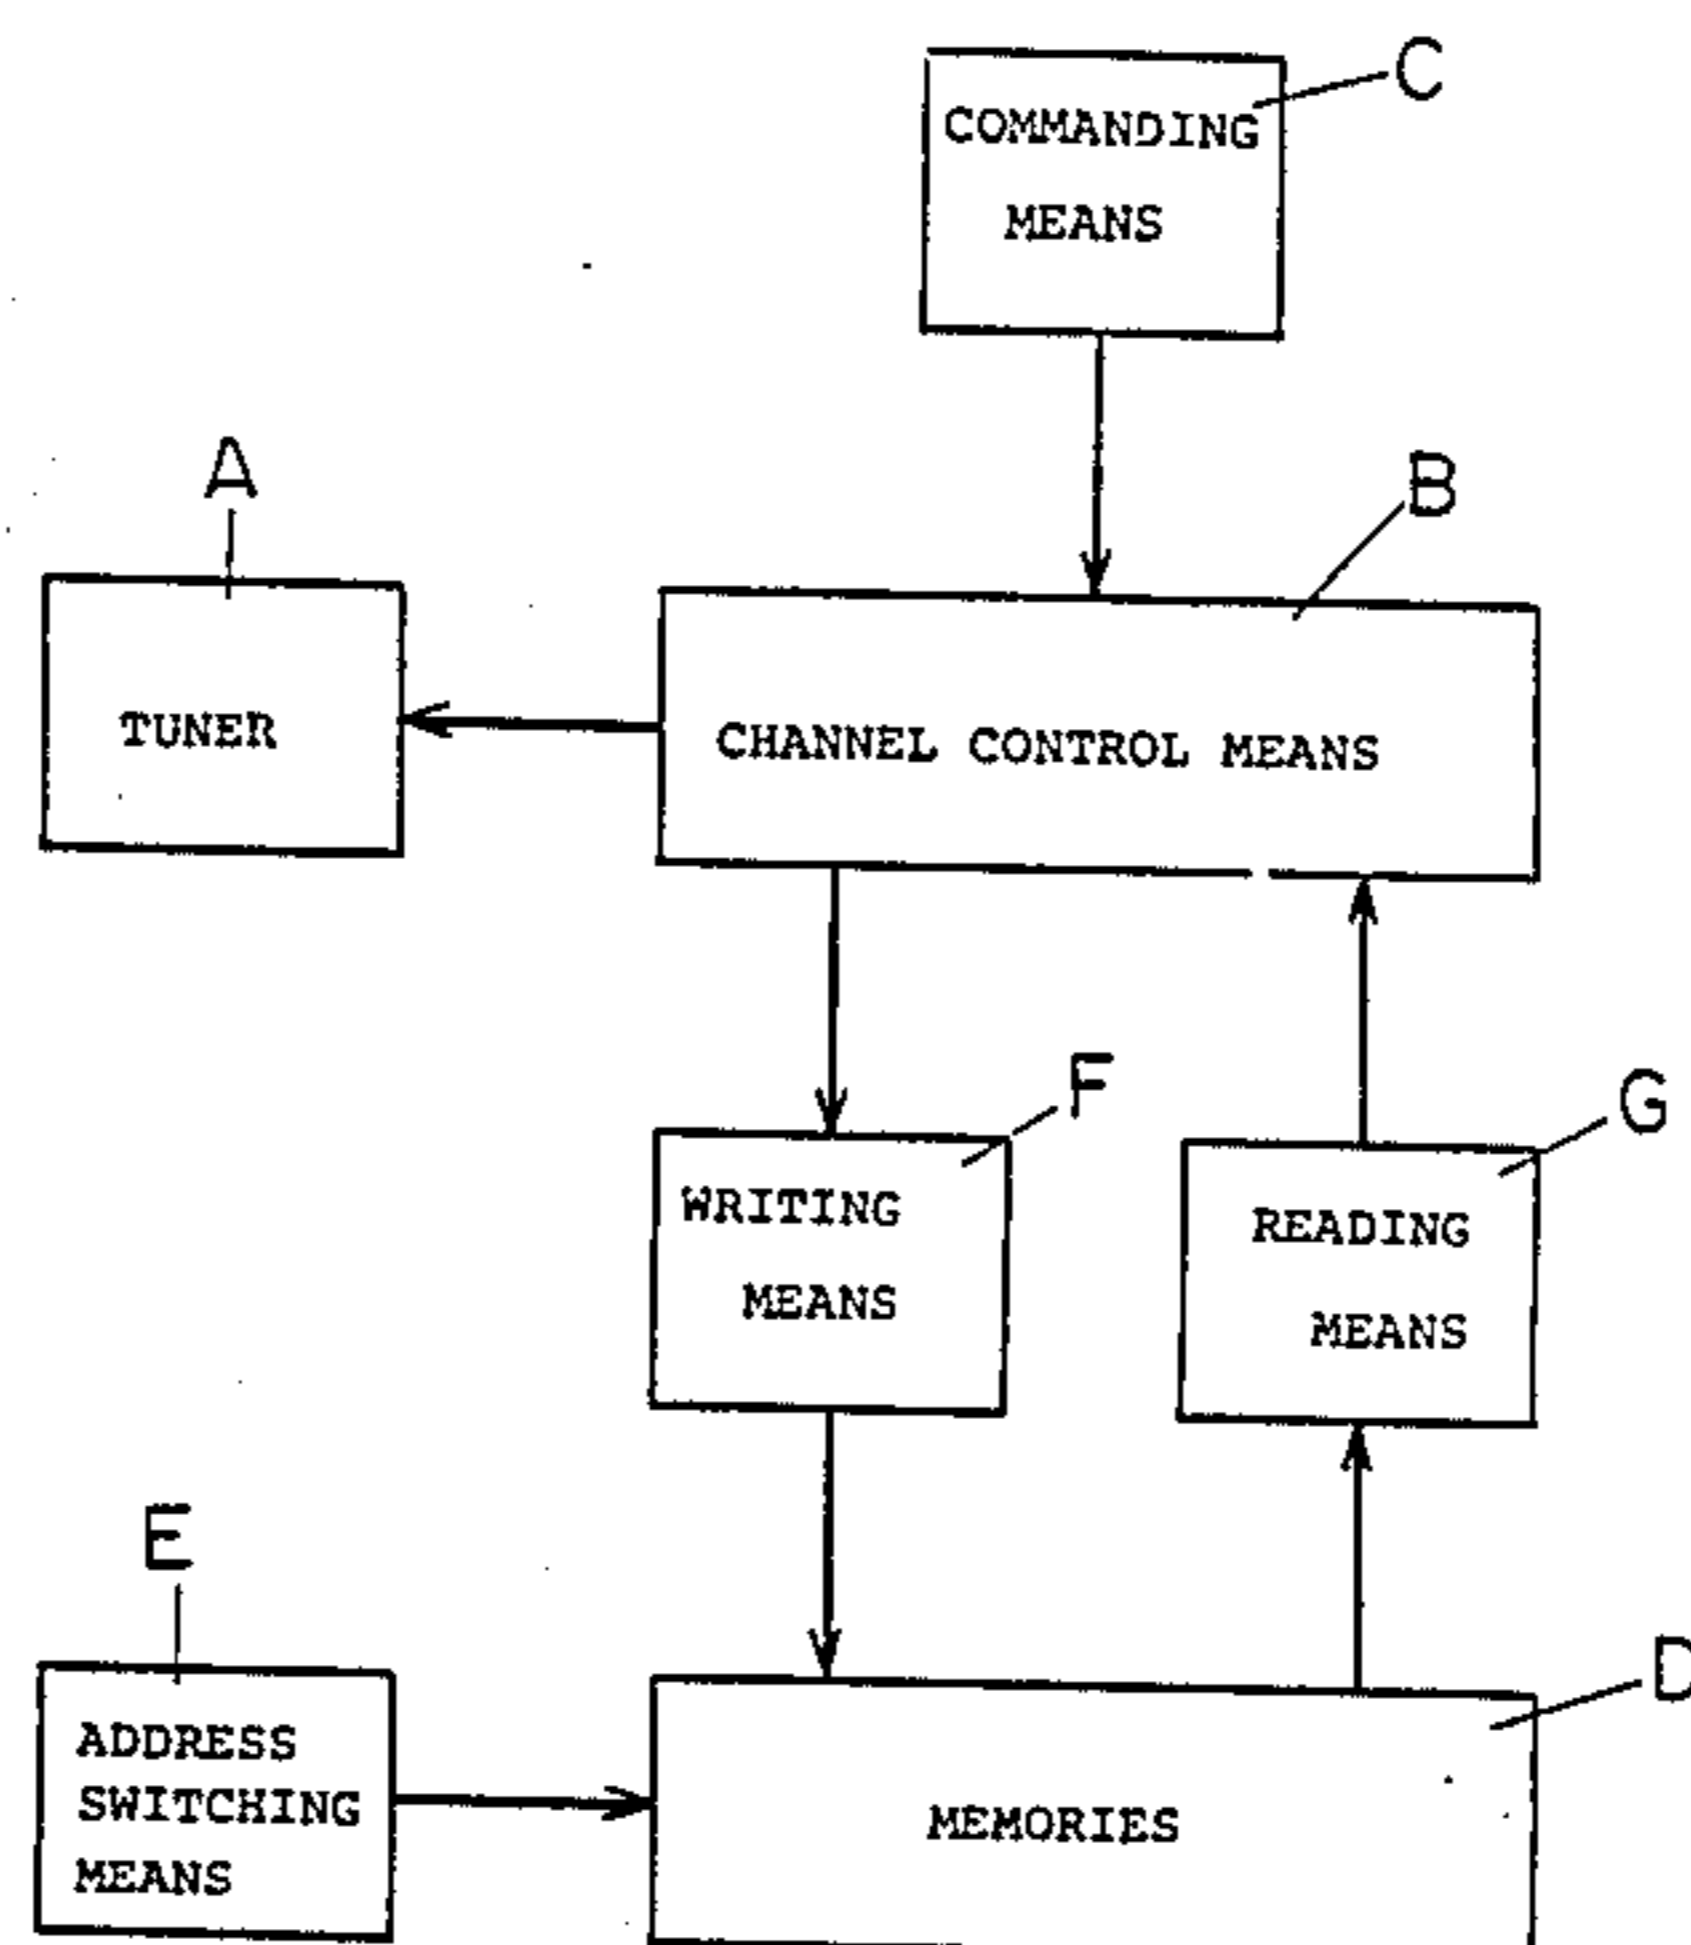 C
COMMANDING
MEANS
A
B
TUNER
CHANNEL CONTROL MEANS
F
G
WRITING
MEANS
READING
MEANS
E
D
ADDRESS
SWITCHING
MEANS
MEMORIES